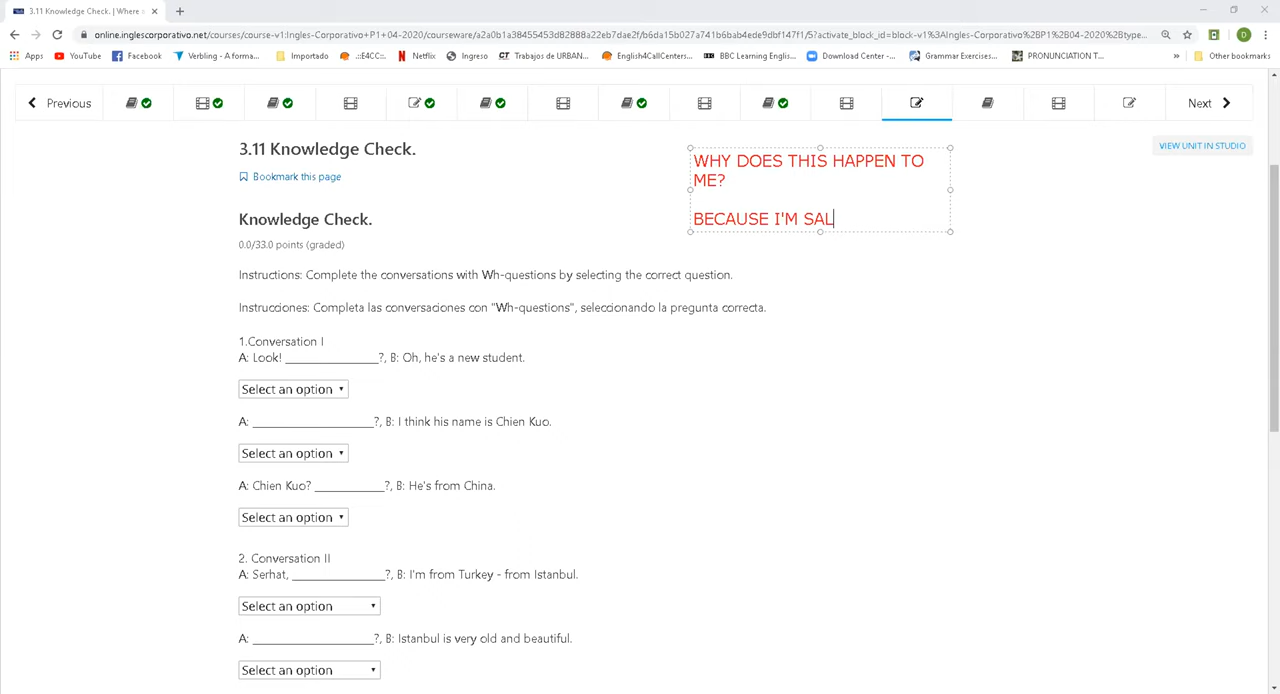 3.11 Knowledge Check. | Where
online.inglescorporativo.net/courses/course-v1:Ingles-Corporativo+P1+04-2020/courseware/a2a0b1a38455453d82888a22eb7dae2f/b6da15b027a741b6bab4ede9dbf147f1/5?activate_block_id=block-v1%3AIngles-Corporativo%2BP1%2B04-2020%2Btype...
D
Apps YouTube Facebook Verbling - A forma... Netflix Importado .::E4CC::. Ingreso CT Trabajos de URBAN... English4CallCenters... BBC Learning Englis... Download Center -... Grammar Exercises... PRONUNCIATION T... » Other bookmarks
Previous
Next
3.11 Knowledge Check.
VIEW UNIT IN STUDIO
Bookmark this page
WHY DOES THIS HAPPEN TO
ME?
BECAUSE I'M SAL
Knowledge Check.
0.0/33.0 points (graded)
Instructions: Complete the conversations with Wh-questions by selecting the correct question.
Instrucciones: Completa las conversaciones con "Wh-questions", seleccionando la pregunta correcta.
1.Conversation I
A: Look! _______________?, B: Oh, he's a new student.
Select an option
A: ____________________?, B: I think his name is Chien Kuo.
Select an option
A: Chien Kuo? ___________?, B: He's from China.
Select an option
2. Conversation II
A: Serhat, _______________?, B: I'm from Turkey - from Istanbul.
Select an option
A: ____________________?, B: Istanbul is very old and beautiful.
Select an option